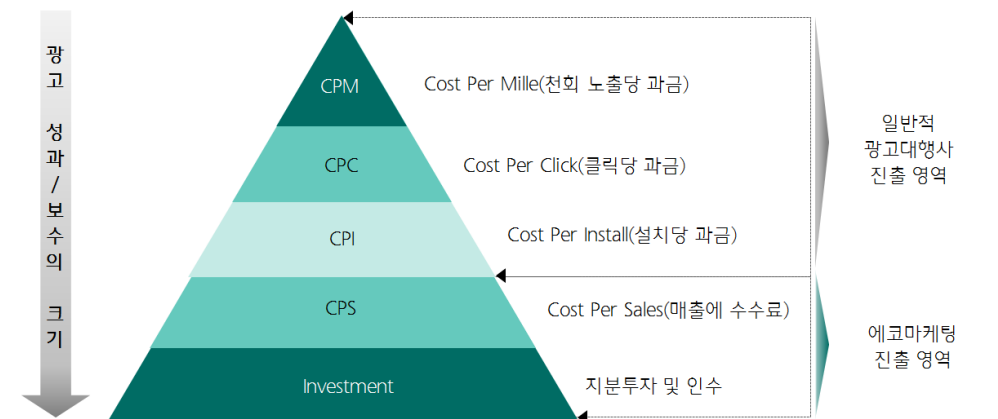 광고 성과/보수의 크기
CPM
Cost Per Mille(천회 노출당 과금)
CPC
Cost Per Click(클릭당 과금)
CPI
Cost Per Install(설치당 과금)
CPS
Cost Per Sales(매출에 수수료)
Investment
지분투자 및 인수
일반적
광고대행사
진출 영역
에코마케팅
진출 영역